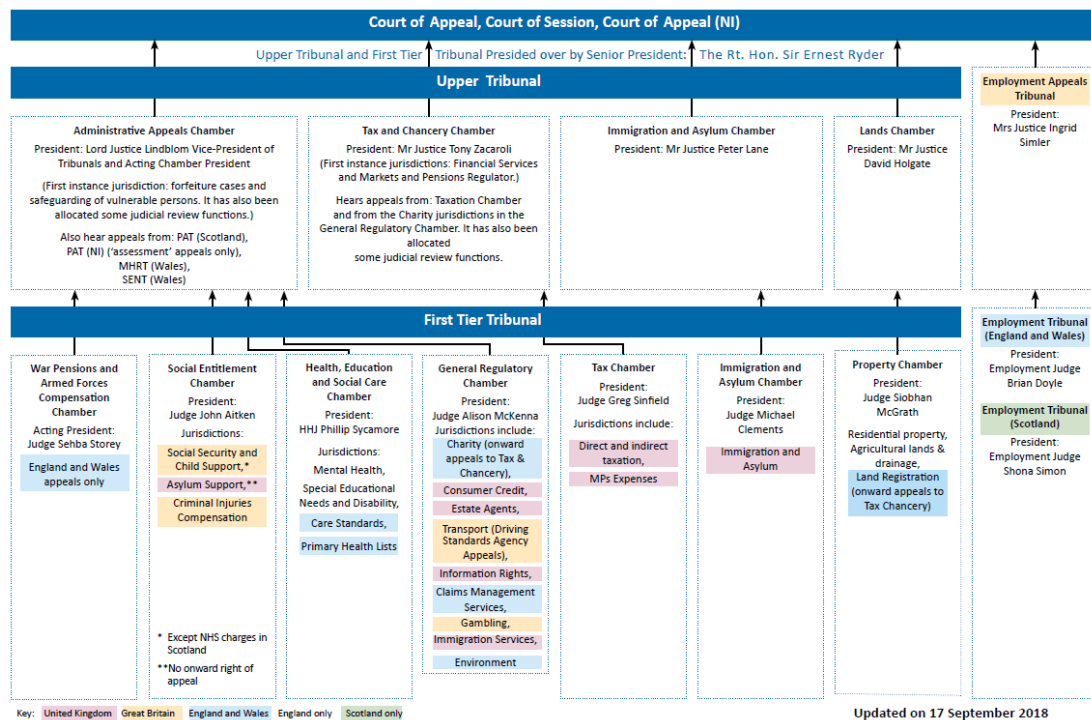 Court of Appeal, Court of Session, Court of Appeal (NI)
Upper Tribunal and First Tier Tribunal Presided over by Senior President: The Rt. Hon. Sir Ernest Ryder
Upper Tribunal
Administrative Appeals Chamber
President: Lord Justice Lindblom Vice-President of
Tribunals and Acting Chamber
President
(First instance jurisdiction: forfeiture cases and
safeguarding of vulnerable persons. It has also been
allocated some judicial review functions.)
Also hear appeals from: PAT (Scotland),
PAT (NI) ('assessment' appeals only),
MHRT (Wales),
SENT (Wales)
Tax and Chancery Chamber
President: Mr Justice Tony Zacaroli
(First instance jurisdictions: Financial Services
and Markets and Pensions Regulator.)
Hears appeals from: Taxation Chamber
and from the Charity jurisdictions in the
General Regulatory Chamber. It has also been
allocated
some judicial review functions.
Immigration and Asylum Chamber
President: Mr Justice Peter Lane
Lands Chamber
President: Mr Justice
David Holgate
Employment Appeals
Tribunal
President:
Mrs Justice Ingrid
Simler
First Tier Tribunal
War Pensions and
Armed Forces
Compensation
Chamber
Acting President:
Judge Sehba Storey
England and Wales
appeals only
Social Entitlement
Chamber
President:
Judge John Aitken
Jurisdictions:
Social Security and
Child Support,*
Asylum Support,**
Criminal Injuries
Compensation
* Except NHS charges in
Scotland
**No onward right of
appeal
Health, Education
and Social Care
Chamber
President:
HHJ Phillip Sycamore
Jurisdictions:
Mental Health,
Special Educational
Needs and Disability,
Care Standards,
Primary Health Lists
General Regulatory
Chamber
President:
Judge Alison McKenna
Jurisdictions include:
Charity (onward
appeals to Tax &
Chancery),
Consumer Credit,
Estate Agents,
Transport (Driving
Standards Agency
Appeals),
Information Rights,
Claims Management
Services,
Gambling,
Immigration Services,
Environment
Tax Chamber
President:
Judge Greg Sinfield
Jurisdictions include:
Direct and indirect
taxation,
MPs Expenses
Immigration and
Asylum Chamber
President:
Judge Michael
Clements
Immigration and
Asylum
Property Chamber
President:
Judge Siobhan
McGrath
Residential property,
Agricultural lands &
drainage,
Land Registration
(onward appeals to
Tax Chancery)
Employment Tribunal
(England and Wales)
President:
Employment Judge
Brian Doyle
Employment Tribunal
(Scotland)
President:
Employment Judge
Shona Simon
Key: United Kingdom Great Britain England and Wales England only Scotland only
Updated on 17 September 2018